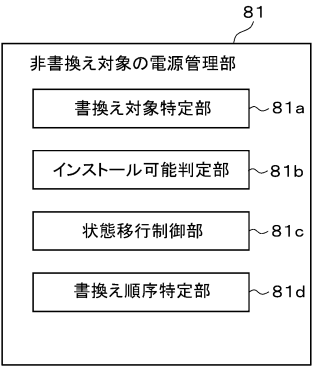 81
非書換え対象の電源管理部
書換え対象特定部 81a
インストール可能判定部 81b
状態移行制御部 81c
書換え順序特定部 81d